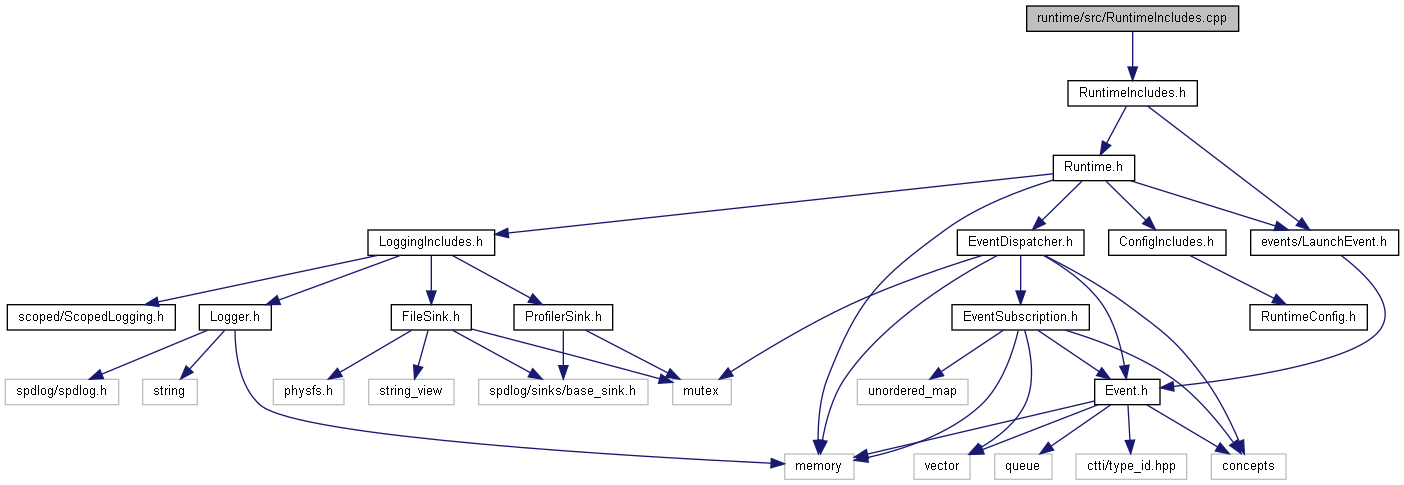 runtime/src/RuntimeIncludes.cpp
RuntimeIncludes.h
Runtime.h
LoggingIncludes.h
EventDispatcher.h
ConfigIncludes.h
events/LaunchEvent.h
scoped/ScopedLogging.h
Logger.h
FileSink.h
ProfilerSink.h
EventSubscription.h
RuntimeConfig.h
spdlog/spdlog.h
string
physfs.h
string_view
spdlog/sinks/base_sink.h
mutex
unordered_map
Event.h
memory
vector
queue
ctti/type_id.hpp
concepts